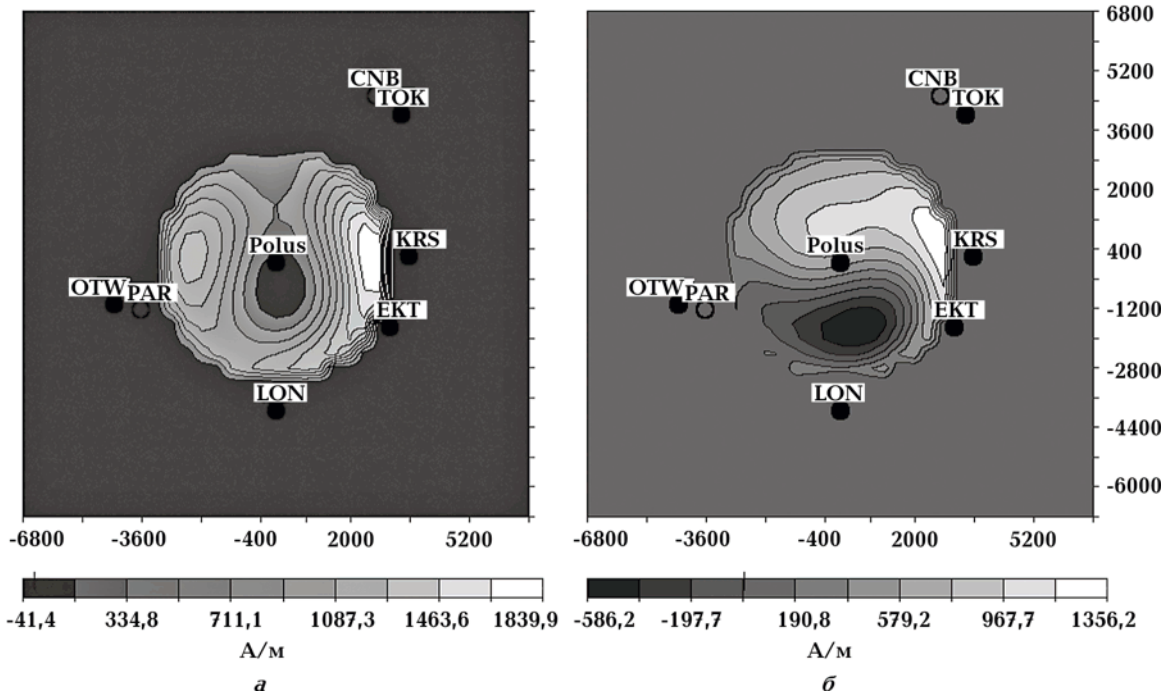 CNB
TOK
Polus
KRS
OTW PAR
EKT
LON
-6800 -3600 -400 2000 5200
-41,4 334,8 711,1 1087,3 1463,6 1839,9
А/м
а
CNB
TOK
Polus
KRS
OTW PAR
EKT
LON
6800
5200
3600
2000
400
-1200
-2800
-4400
-6000
-6800 -3600 -400 2000 5200
-586,2 -197,7 190,8 579,2 967,7 1356,2
А/м
б